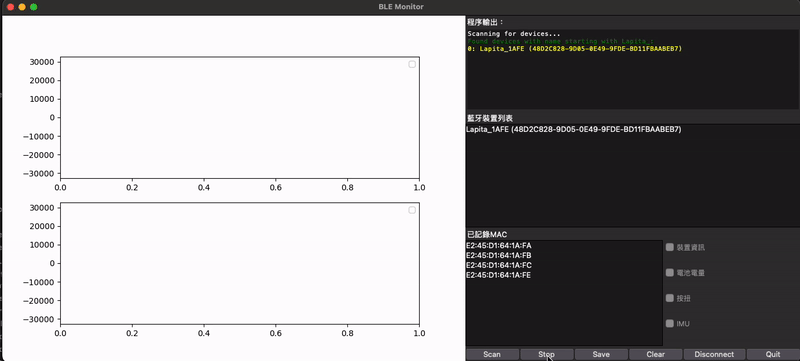 BLE Monitor
30000
20000
10000
0
−10000
−20000
−30000
0.0 0.2 0.4 0.6 0.8 1.0
30000
20000
10000
0
−10000
−20000
−30000
0.0 0.2 0.4 0.6 0.8 1.0
程序輸出：
Scanning for devices...
Found devices with name starting with Lapita :
0: Lapita_1AFE (48D2C828-9D05-0E49-9FDE-BD11FBAABEB7)
藍牙裝置列表
Lapita_1AFE (48D2C828-9D05-0E49-9FDE-BD11FBAABEB7)
已記錄MAC
E2:45:D1:64:1A:FA
E2:45:D1:64:1A:FB
E2:45:D1:64:1A:FC
E2:45:D1:64:1A:FE
裝置資訊
電池電量
按扭
IMU
Scan Stop Save Clear Disconnect Quit